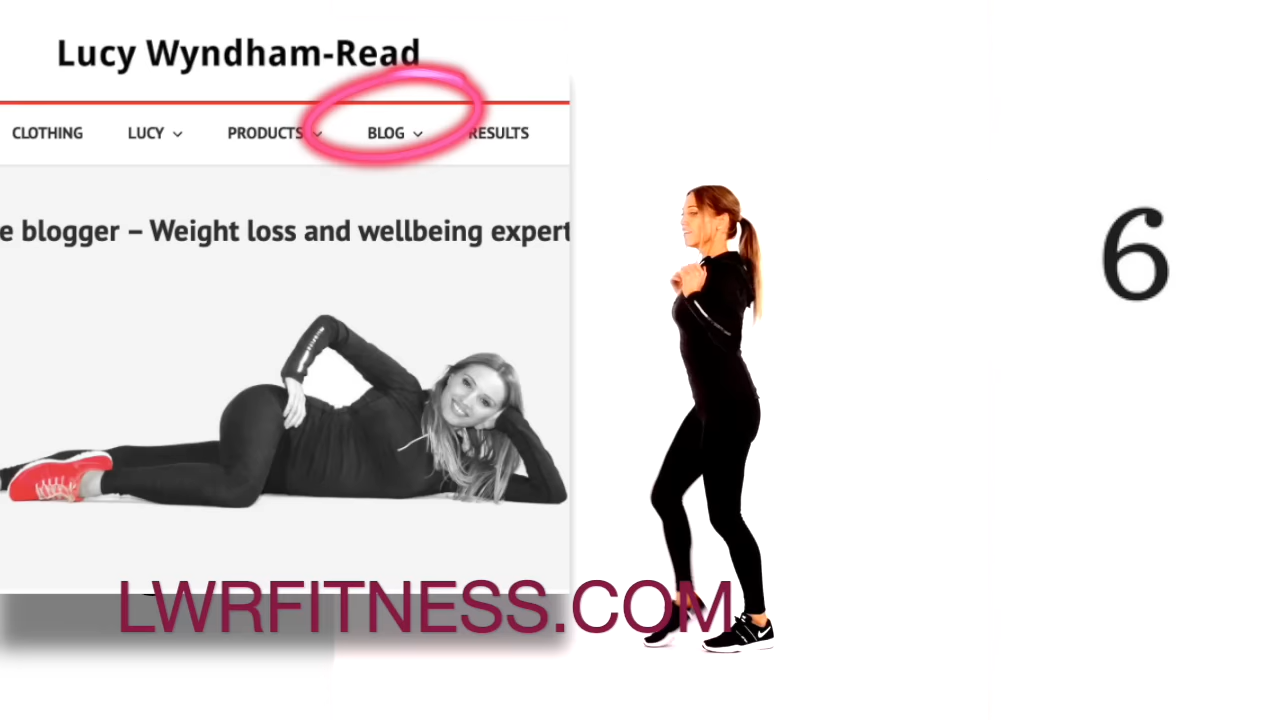 Lucy Wyndham-Read
CLOTHING LUCY PRODUCTS BLOG RESULTS
e blogger – Weight loss and wellbeing expert
6
LWRFITNESS.COM